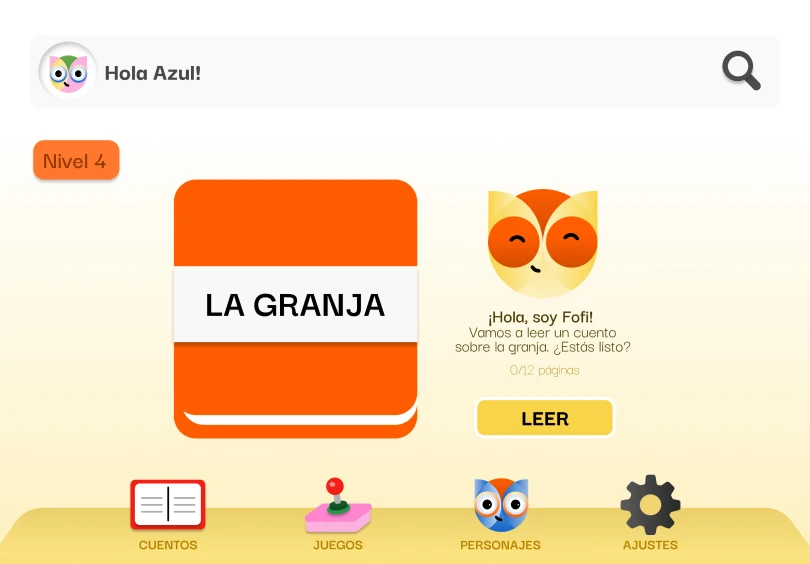 Hola Azul!
Nivel 4
LA GRANJA
¡Hola, soy Fofi!
Vamos a leer un cuento
sobre la granja. ¿Estás listo?
0/12 páginas
LEER
CUENTOS
JUEGOS
PERSONAJES
AJUSTES